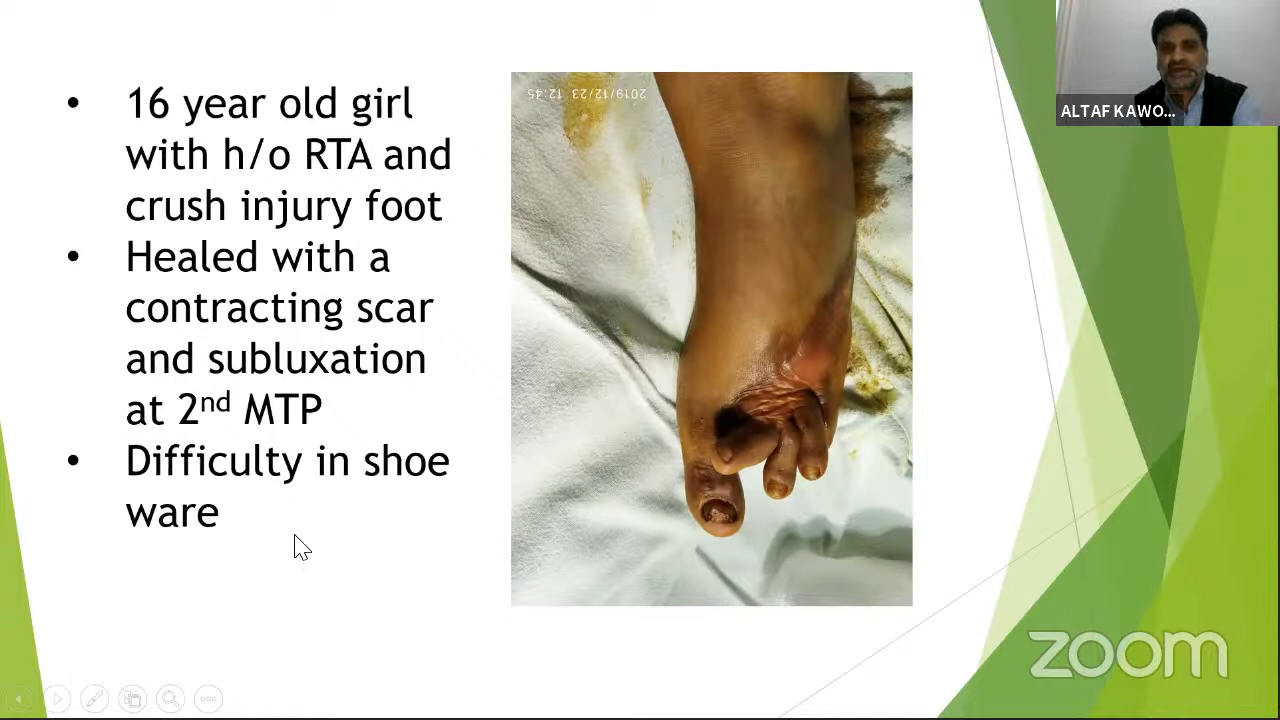 • 16 year old girl
with h/o RTA and
crush injury foot
• Healed with a
contracting scar
and subluxation
at 2nd MTP
• Difficulty in shoe
ware
2019/12/23 12:45
ALTAF KAWO...
zoom